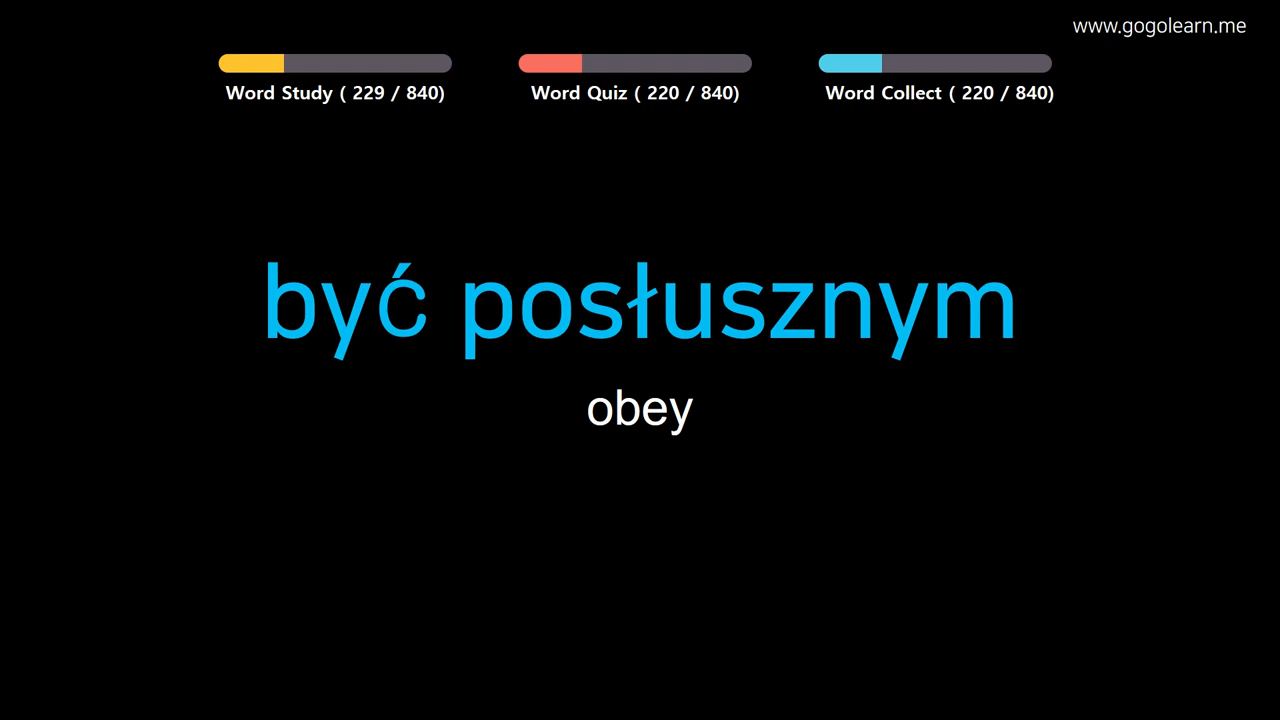 www.gogolearn.me
Word Study ( 229 / 840)
Word Quiz ( 220 / 840)
Word Collect ( 220 / 840)
być posłusznym
obey